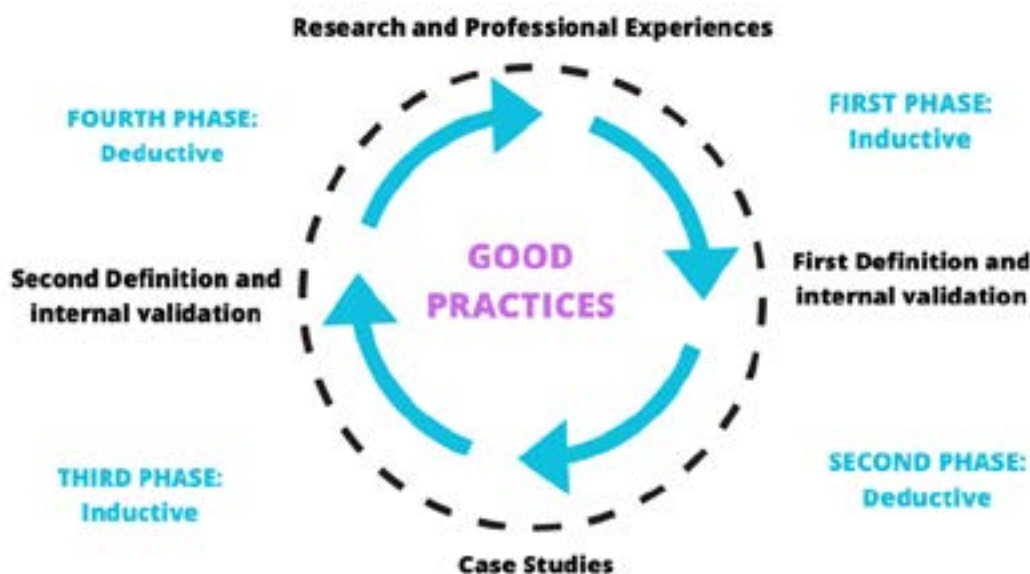 Research and Professional Experiences
FOURTH PHASE:
Deductive
FIRST PHASE:
Inductive
GOOD
PRACTICES
Second Definition and
internal validation
First Definition and
internal validation
THIRD PHASE:
Inductive
SECOND PHASE:
Deductive
Case Studies